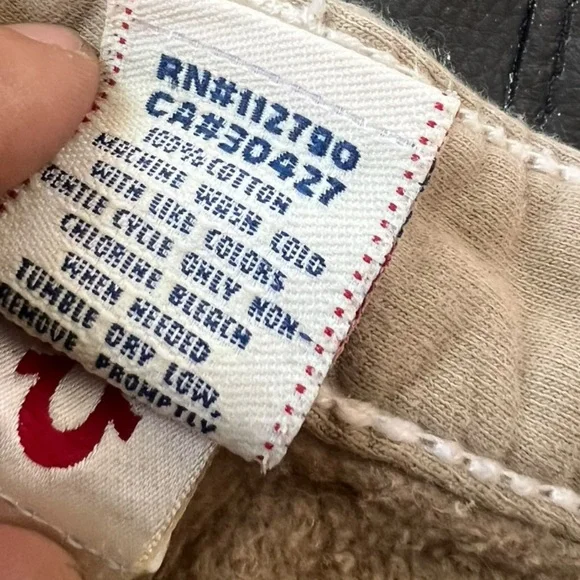 RN#112790
CA#30427
100% COTTON
MACHINE WASH COLD
WITH LIKE COLORS
GENTLE CYCLE ONLY NON-
CHLORINE BLEACH
WHEN NEEDED
TUMBLE DRY LOW,
REMOVE PROMPTLY